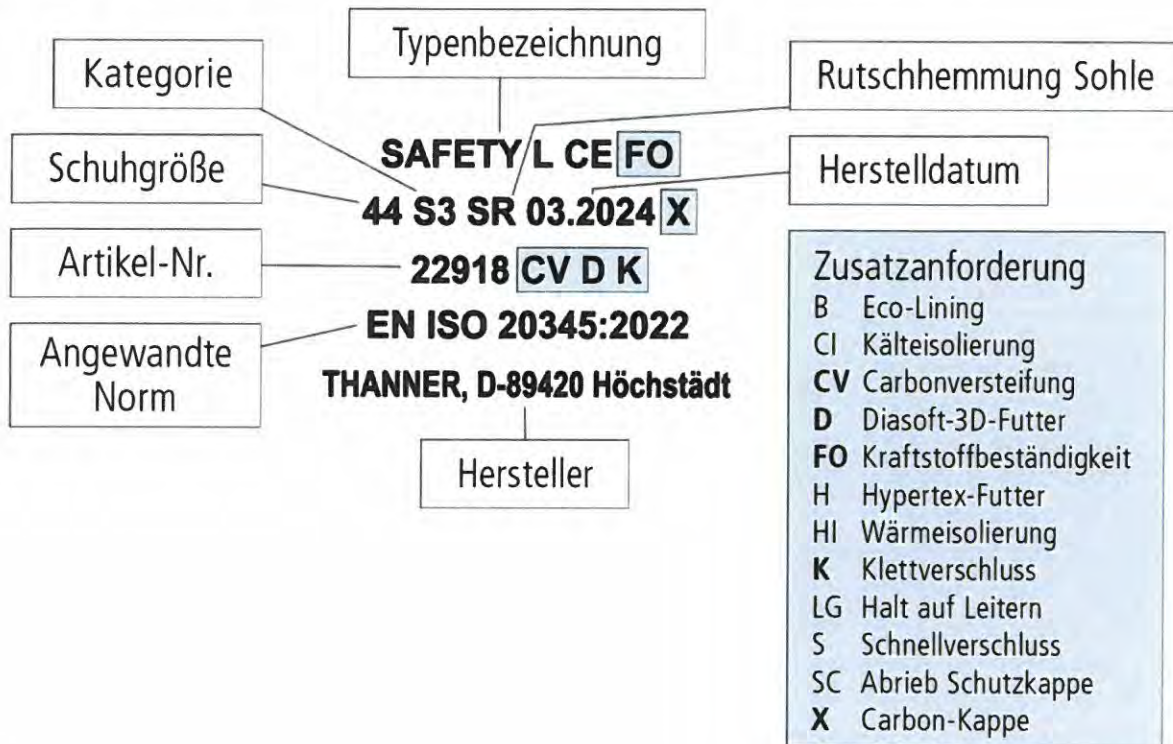 Typenbezeichnung
Kategorie
Rutschhemmung Sohle
Schuhgröße
Herstelldatum
Artikel-Nr.
Angewandte
Norm
SAFETY L CE FO
44 S3 SR 03.2024 X
22918 CV D K
EN ISO 20345:2022
THANNER, D-89420 Höchstädt
Hersteller
Zusatzanforderung
B Eco-Lining
CI Kälteisolierung
CV Carbonversteifung
D Diasoft-3D-Futter
FO Kraftstoffbeständigkeit
H Hypertex-Futter
HI Wärmeisolierung
K Klettverschluss
LG Halt auf Leitern
S Schnellverschluss
SC Abrieb Schutzkappe
X Carbon-Kappe